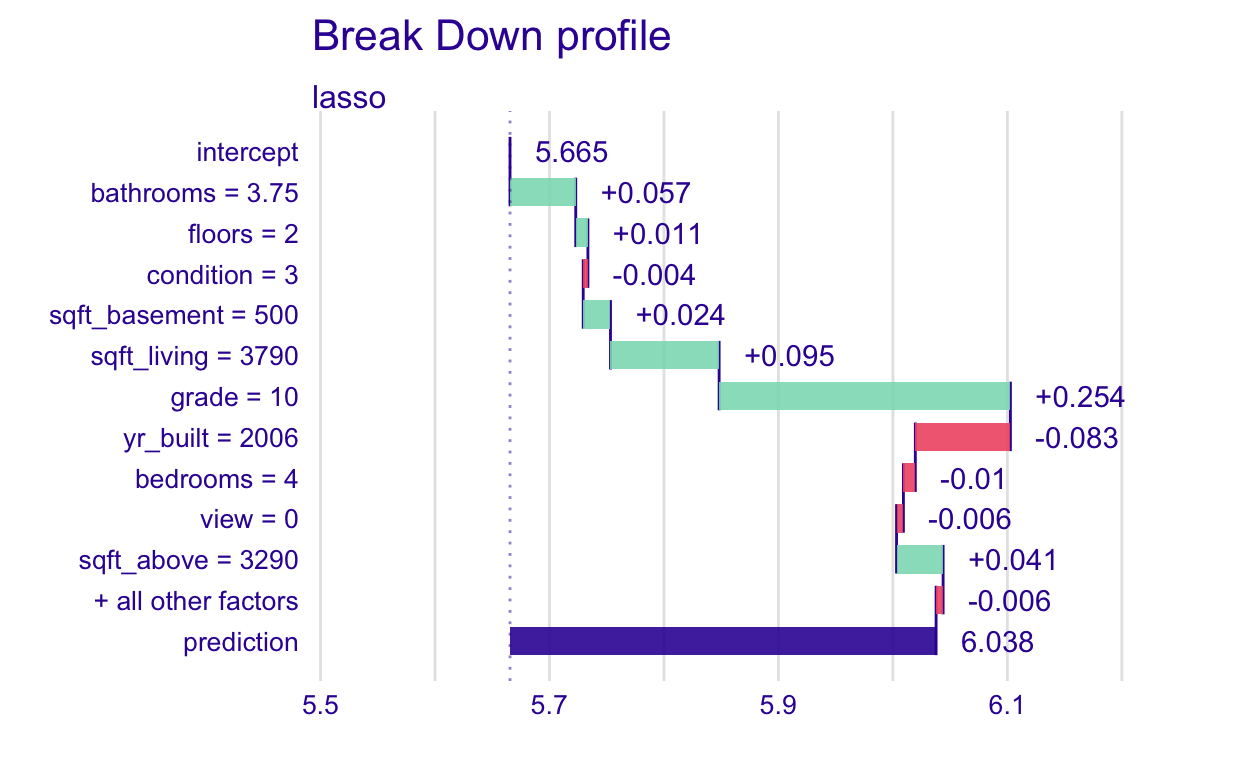 Break Down profile
lasso
intercept 5.665
bathrooms = 3.75 +0.057
floors = 2 +0.011
condition = 3 -0.004
sqft_basement = 500 +0.024
sqft_living = 3790 +0.095
grade = 10 +0.254
yr_built = 2006 -0.083
bedrooms = 4 -0.01
view = 0 -0.006
sqft_above = 3290 +0.041
+ all other factors -0.006
prediction 6.038
5.5 5.7 5.9 6.1